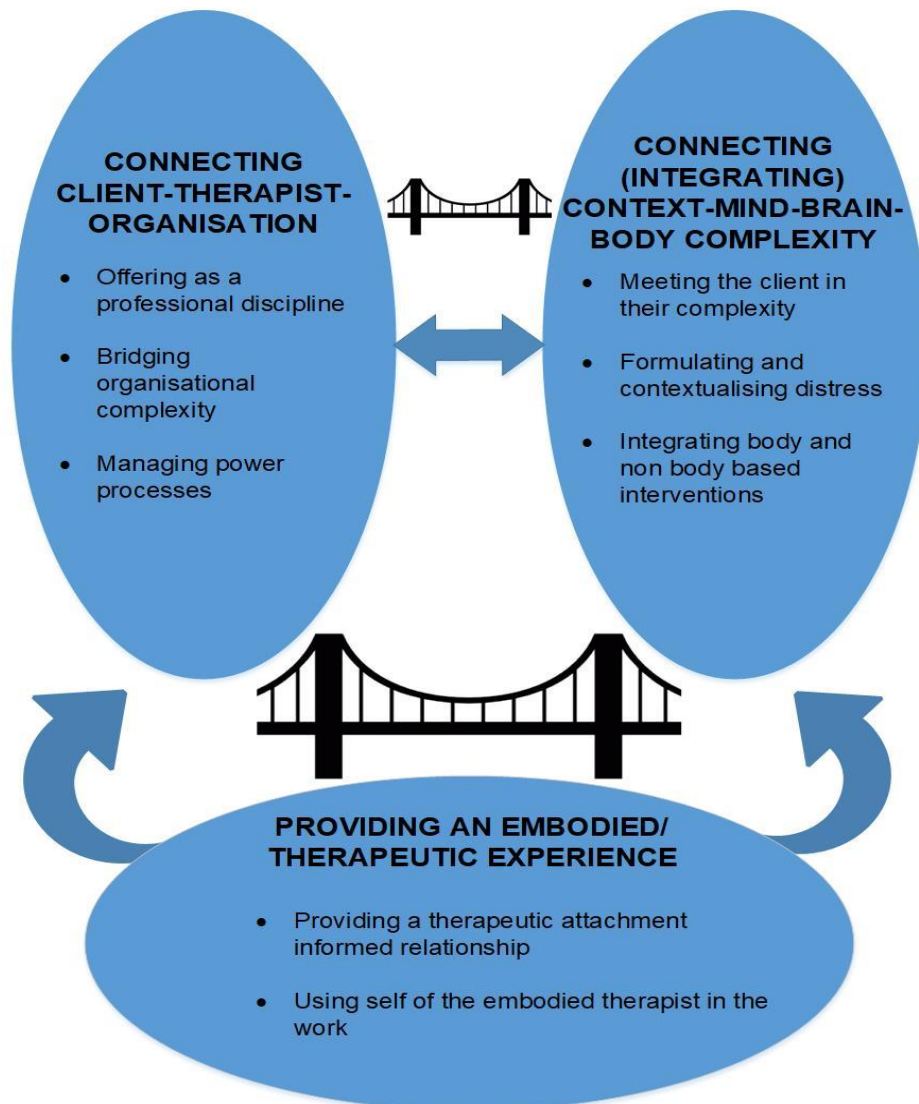 CONNECTING
CLIENT-THERAPIST-
ORGANISATION
• Offering as a
professional discipline
• Bridging
organisational
complexity
• Managing power
processes
CONNECTING
(INTEGRATING)
CONTEXT-MIND-BRAIN-
BODY COMPLEXITY
• Meeting the client in
their complexity
• Formulating and
contextualising distress
• Integrating body and
non body based
interventions
PROVIDING AN EMBODIED/
THERAPEUTIC EXPERIENCE
• Providing a therapeutic attachment
informed relationship
• Using self of the embodied therapist in the
work